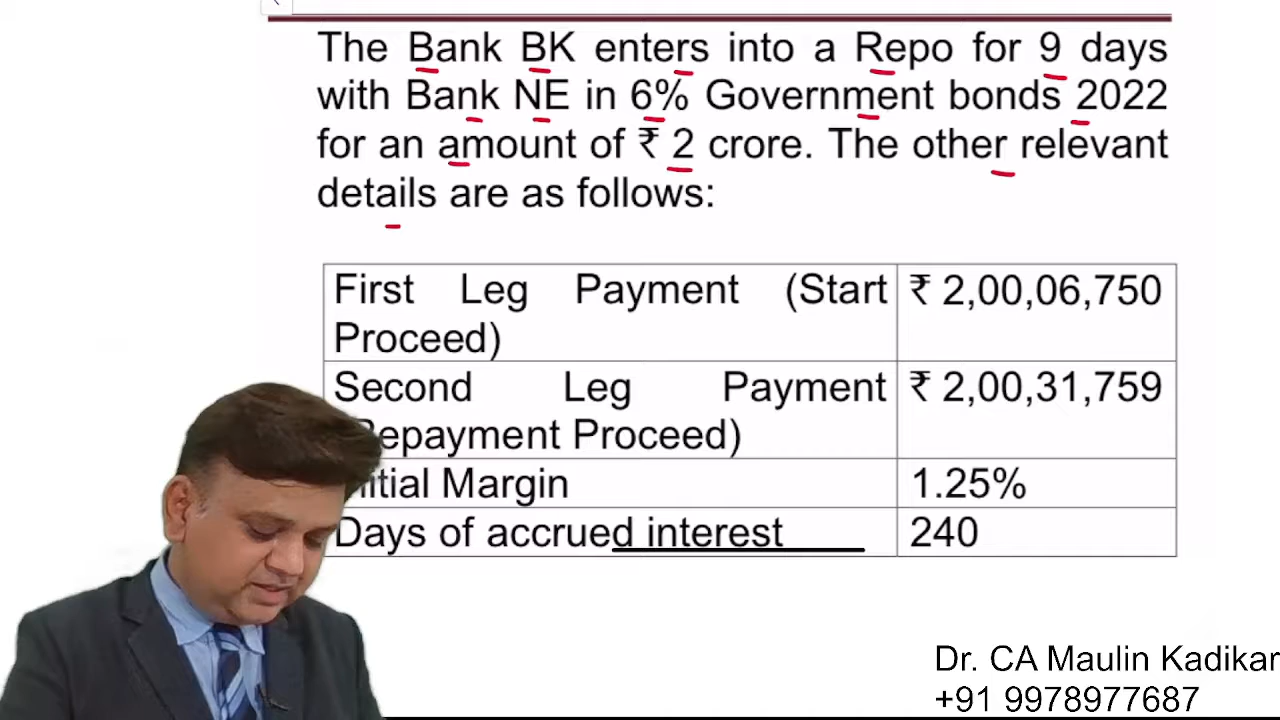 The Bank BK enters into a Repo for 9 days
with Bank NE in 6% Government bonds 2022
for an amount of ₹ 2 crore. The other relevant
details are as follows:
First Leg Payment (Start ₹ 2,00,06,750
Proceed)
Second Leg Payment ₹ 2,00,31,759
epayment Proceed)
itial Margin 1.25%
Days of accrued interest 240
Dr. CA Maulin Kadikar
+91 9978977687